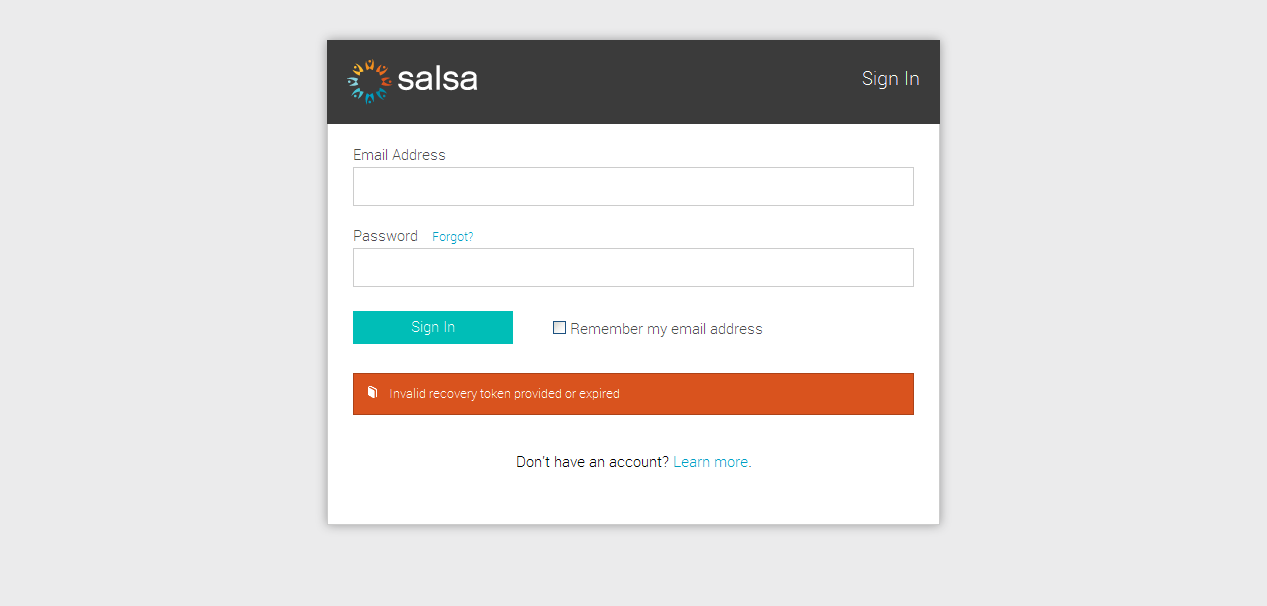 salsa
Sign In
Email Address
Password Forgot?
Sign In Remember my email address
Invalid recovery token provided or expired
Don't have an account? Learn more.